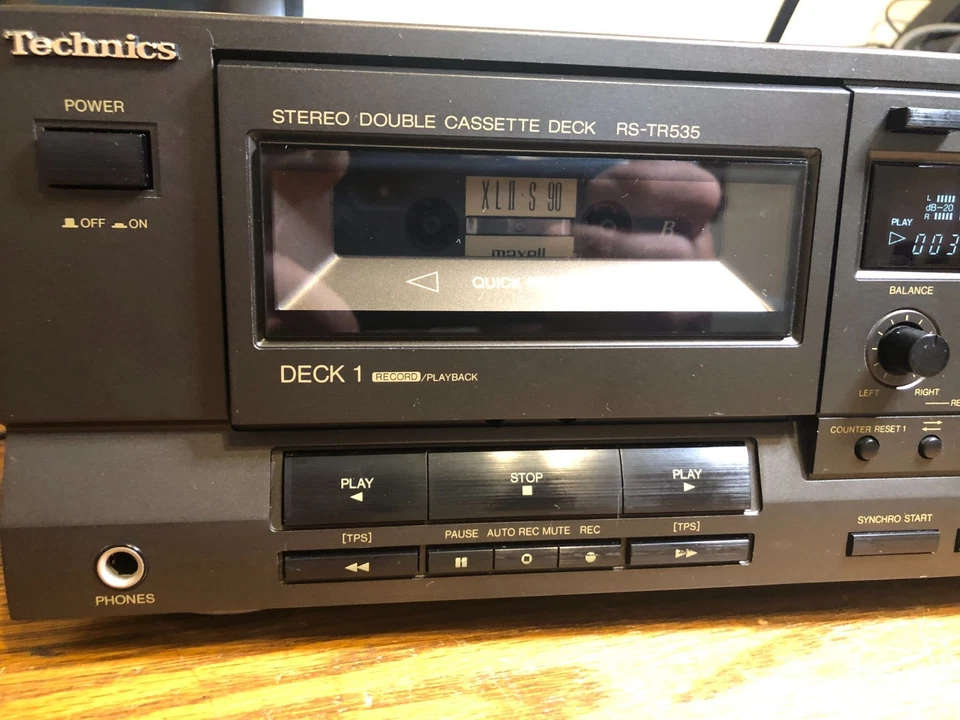 Technics
POWER
OFF ON
STEREO DOUBLE CASSETTE DECK RS-TR535
XLII·S 90
maxell
B
QUICK
DECK 1 RECORD/PLAYBACK
L
dB-20
R
PLAY
003
BALANCE
LEFT RIGHT
COUNTER RESET 1
PLAY
STOP
PLAY
[TPS]
PAUSE AUTO REC MUTE REC
[TPS]
SYNCHRO START
PHONES